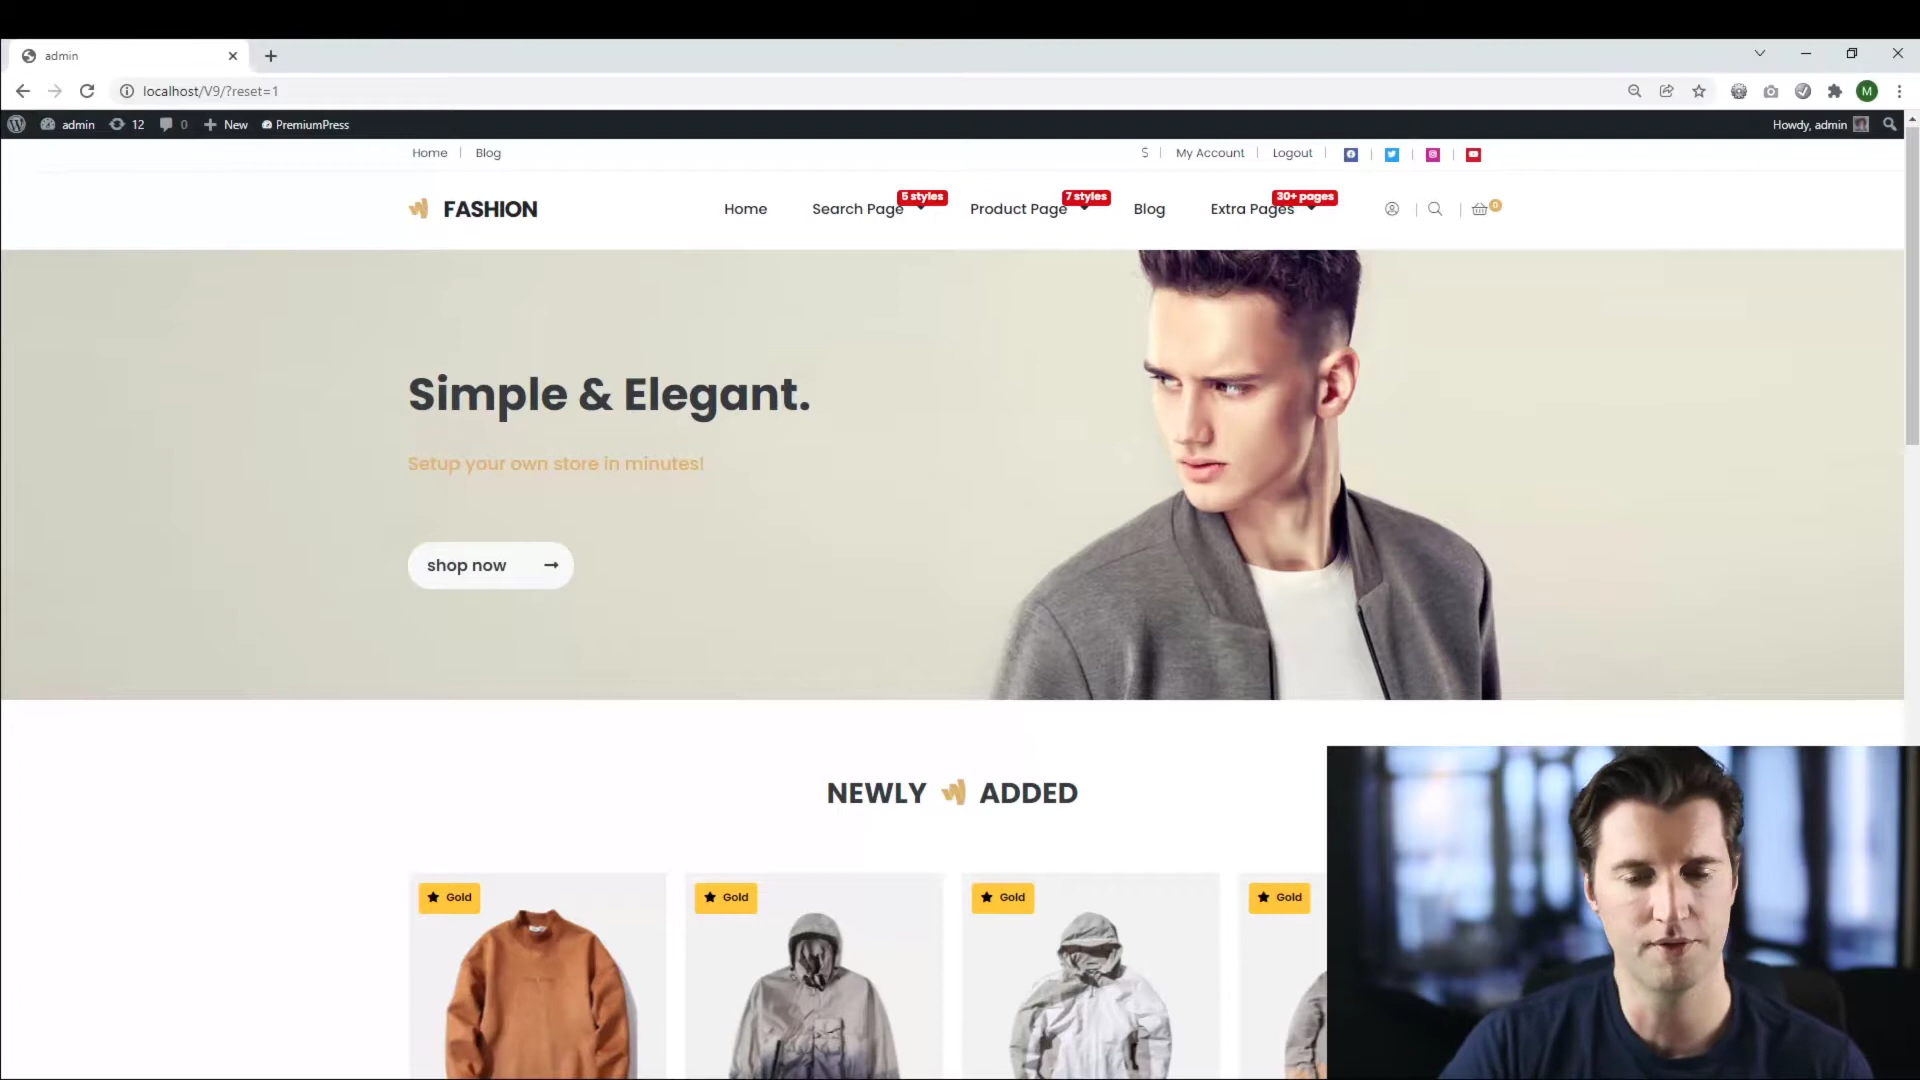 admin
localhost/V9/?reset=1
M
admin 12 0 New PremiumPress
Howdy, admin
Home Blog
$ My Account Logout
FASHION
Home Search Page 5 styles Product Page 7 styles Blog Extra Pages 30+ pages
0
Simple & Elegant.
Setup your own store in minutes!
shop now
NEWLY ADDED
Gold Gold Gold Gold